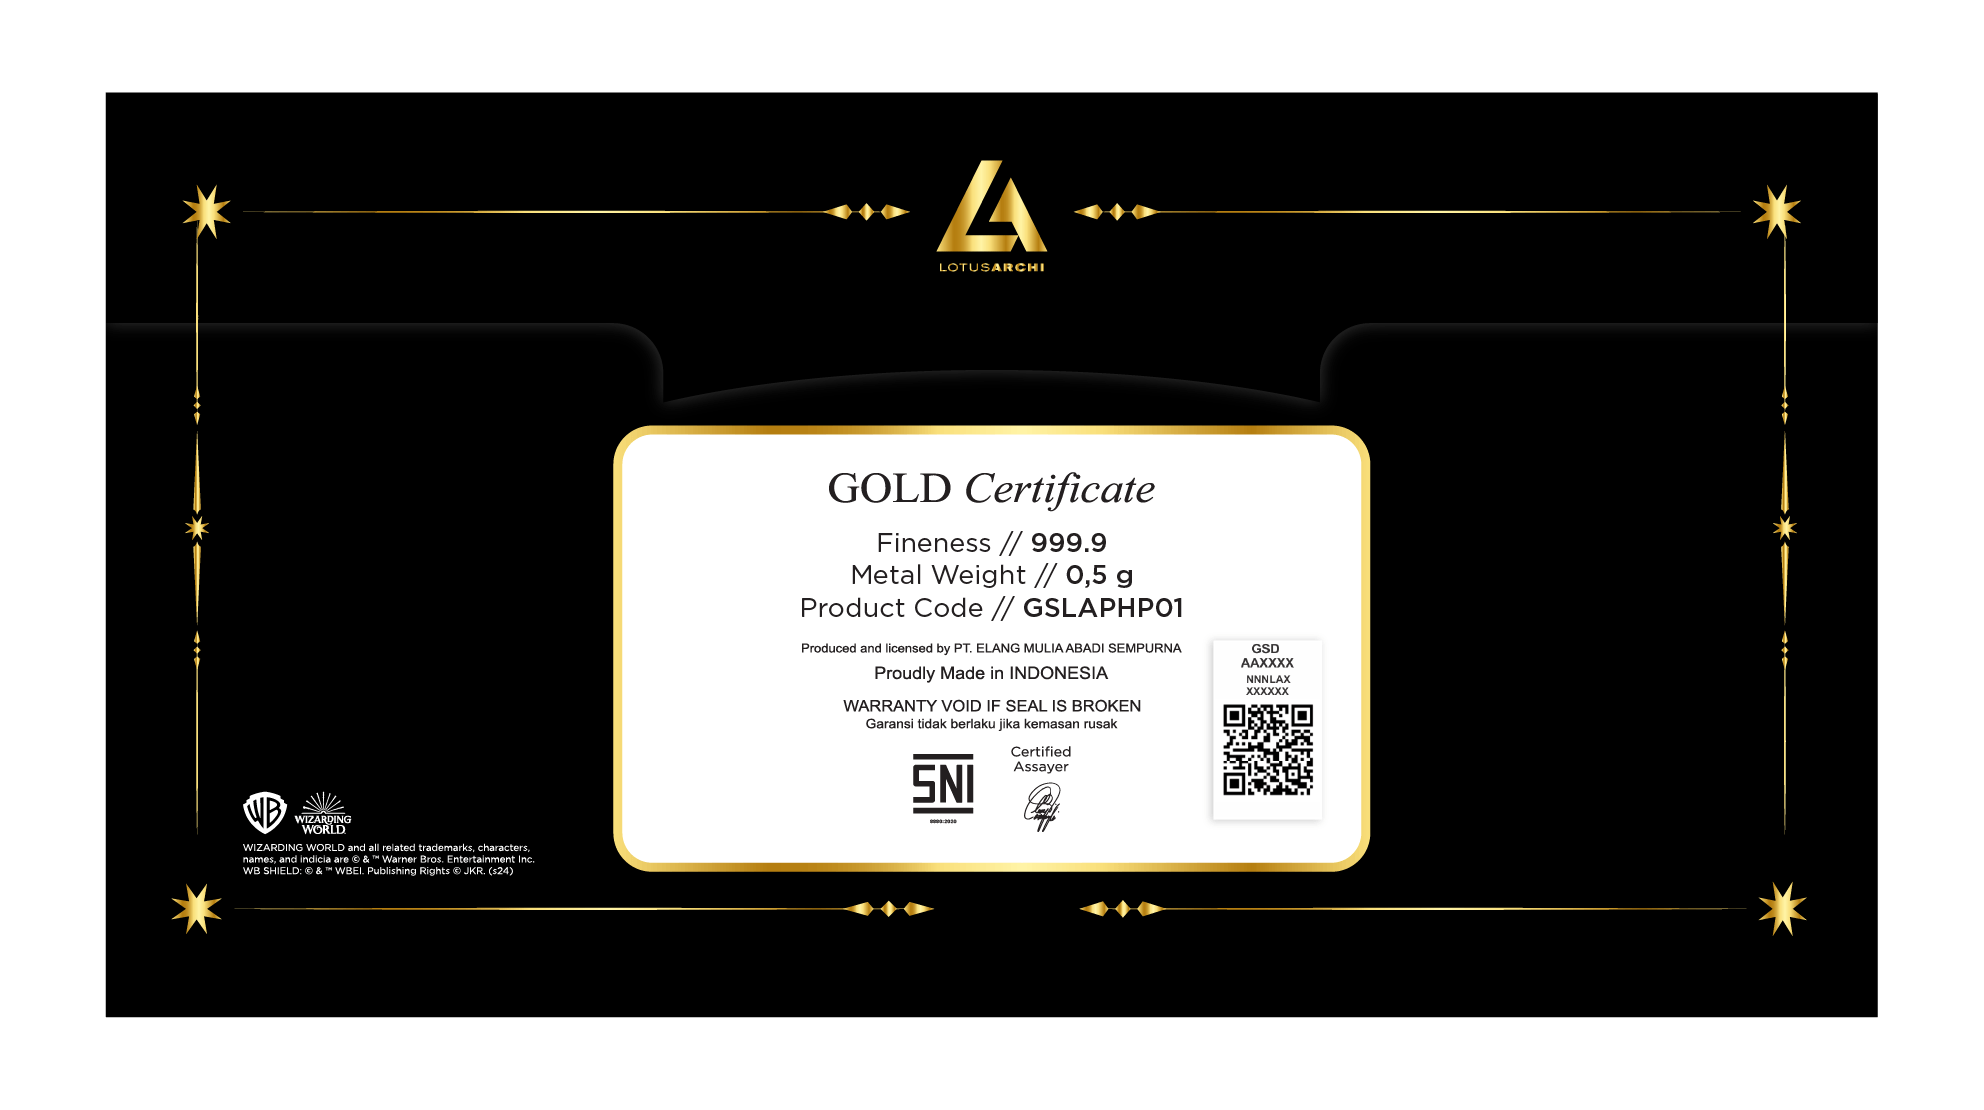 LOTUSARCHI
GOLD Certificate
Fineness // 999.9
Metal Weight // 0,5 g
Product Code // GSLAPHP01
Produced and licensed by PT. ELANG MULIA ABADI SEMPURNA
Proudly Made in INDONESIA
WARRANTY VOID IF SEAL IS BROKEN
Garansi tidak berlaku jika kemasan rusak
SNI
8880:2020
Certified
Assayer
GSD
AAXXXX
NNNLAX
XXXXXX
WB
WIZARDING
WORLD
WIZARDING WORLD and all related trademarks, characters,
names, and indicia are © & ™ Warner Bros. Entertainment Inc.
WB SHIELD: © & ™ WBEI. Publishing Rights © JKR. (s24)